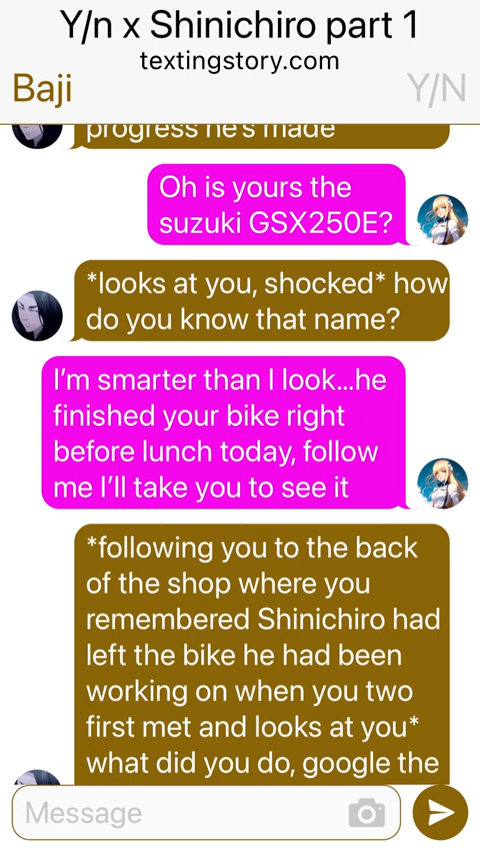 Y/n x Shinichiro part 1
textingstory.com
Baji
Y/N
progress he's made
Oh is yours the
suzuki GSX250E?
*looks at you, shocked* how
do you know that name?
I'm smarter than I look...he
finished your bike right
before lunch today, follow
me I'll take you to see it
*following you to the back
of the shop where you
remembered Shinichiro had
left the bike he had been
working on when you two
first met and looks at you*
what did you do, google the
Message